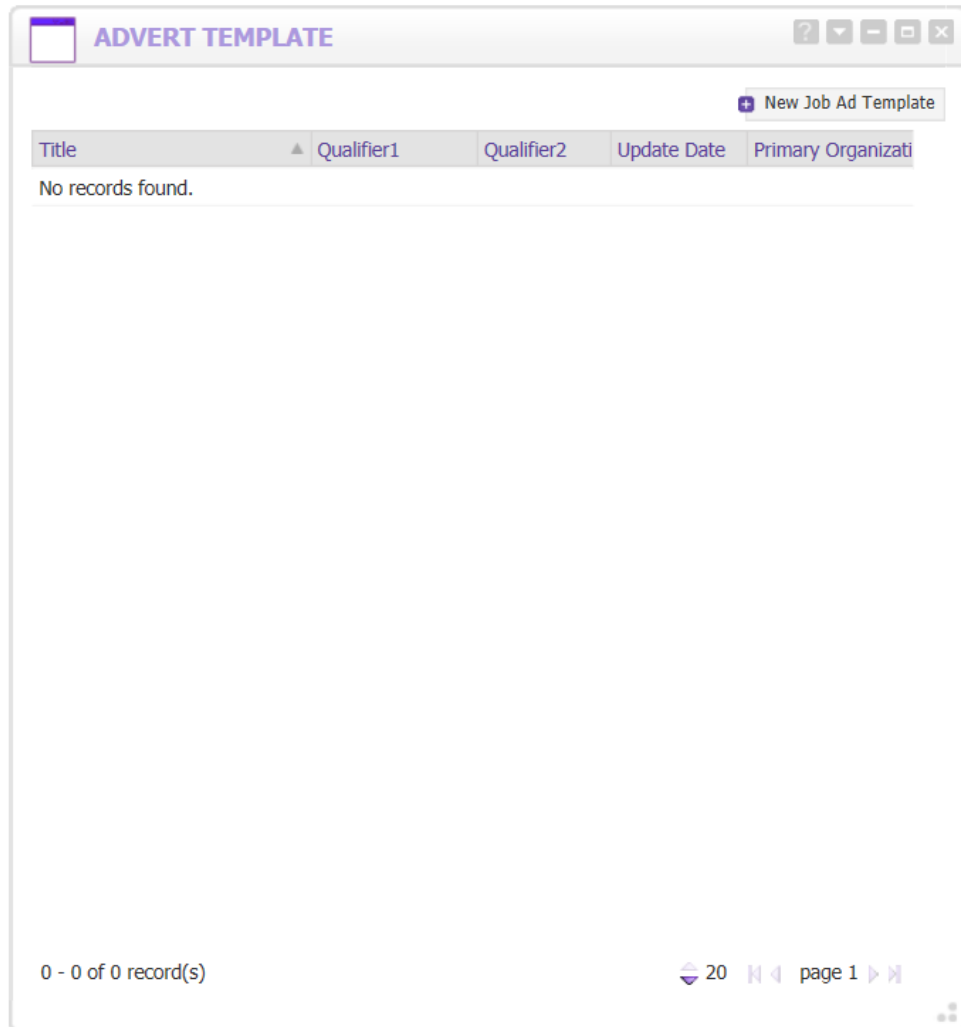 ADVERT TEMPLATE
New Job Ad Template
Title Qualifier1 Qualifier2 Update Date Primary Organizati
No records found.
0 - 0 of 0 record(s) 20 page 1